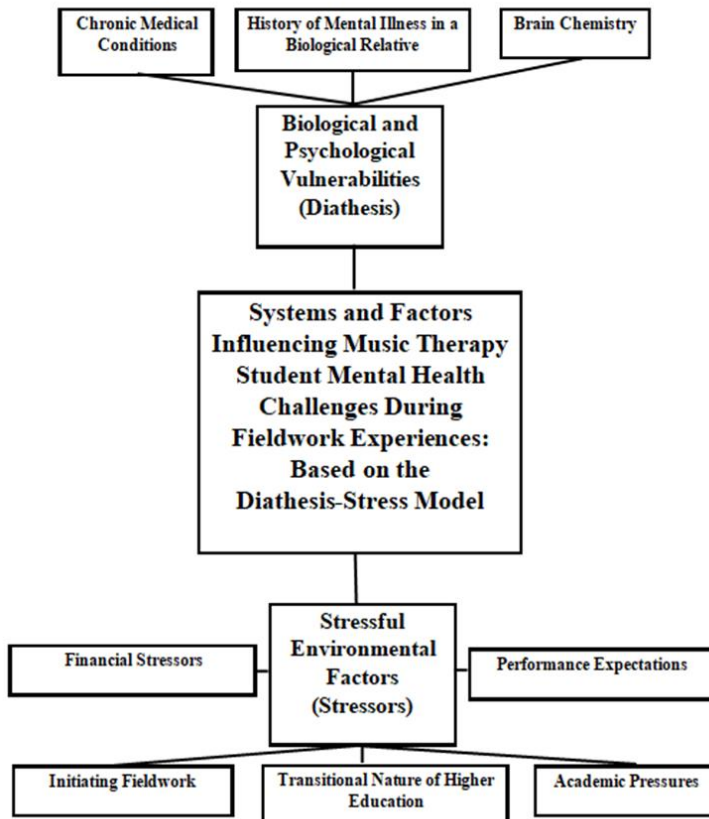 Chronic Medical
Conditions
History of Mental Illness in a
Biological Relative
Brain Chemistry
Biological and
Psychological
Vulnerabilities
(Diathesis)
Systems and Factors
Influencing Music Therapy
Student Mental Health
Challenges During
Fieldwork Experiences:
Based on the
Diathesis-Stress Model
Stressful
Environmental
Factors
(Stressors)
Financial Stressors
Performance Expectations
Initiating Fieldwork
Transitional Nature of Higher
Education
Academic Pressures